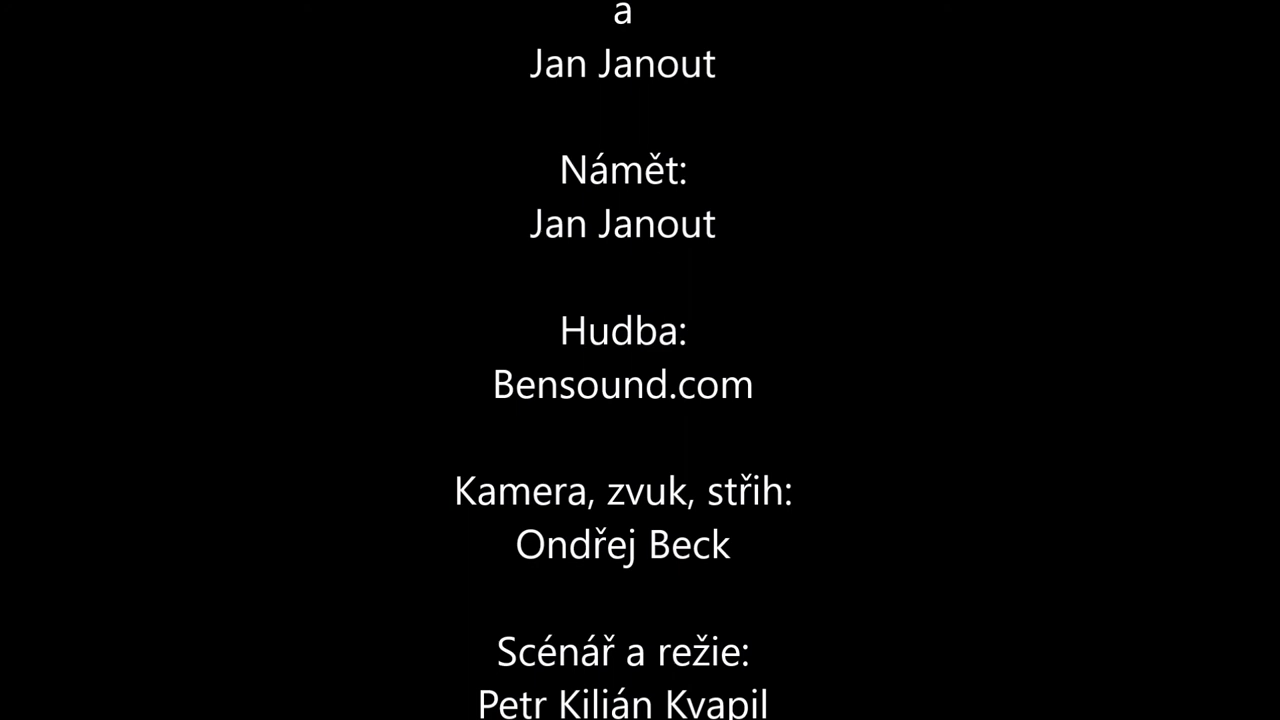 a
Jan Janout
Námět:
Jan Janout
Hudba:
Bensound.com
Kamera, zvuk, střih:
Ondřej Beck
Scénář a režie:
Petr Kilián Kvapil